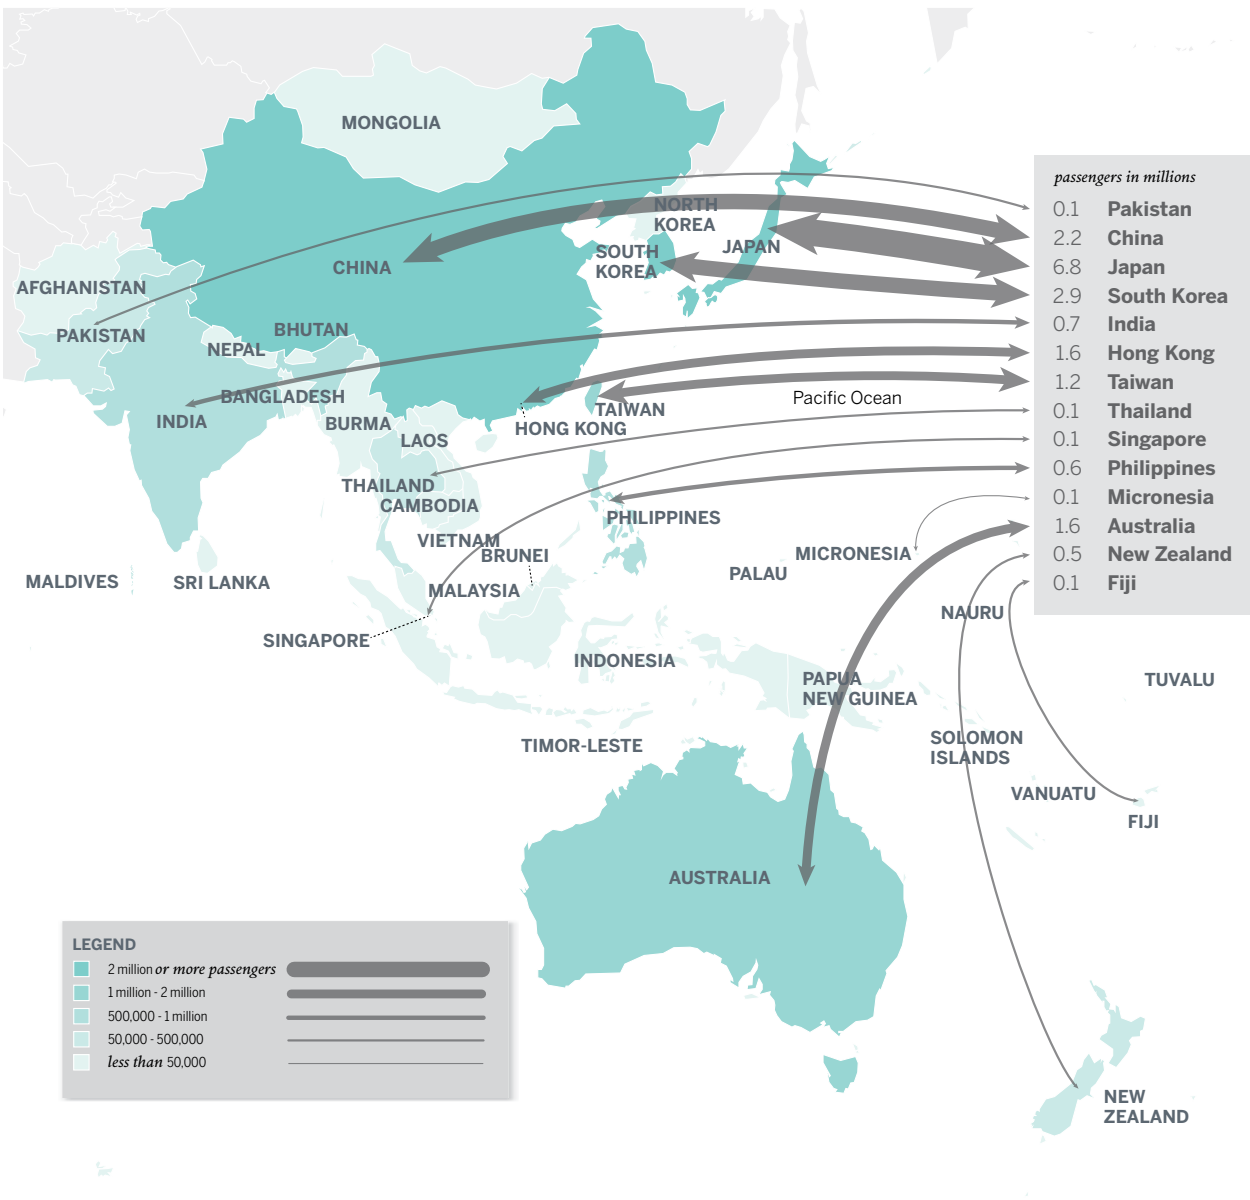 MONGOLIA
NORTH
KOREA
SOUTH
KOREA
JAPAN
CHINA
AFGHANISTAN
PAKISTAN
BHUTAN
NEPAL
BANGLADESH
INDIA
BURMA
LAOS
TAIWAN
HONG KONG
Pacific Ocean
THAILAND
CAMBODIA
VIETNAM
BRUNEI
PHILIPPINES
MALDIVES
SRI LANKA
MALAYSIA
SINGAPORE
MICRONESIA
PALAU
NAURU
INDONESIA
PAPUA
NEW GUINEA
TUVALU
SOLOMON
ISLANDS
TIMOR-LESTE
VANUATU
FIJI
AUSTRALIA
NEW
ZEALAND
passengers in millions
0.1 Pakistan
2.2 China
6.8 Japan
2.9 South Korea
0.7 India
1.6 Hong Kong
1.2 Taiwan
0.1 Thailand
0.1 Singapore
0.6 Philippines
0.1 Micronesia
1.6 Australia
0.5 New Zealand
0.1 Fiji
LEGEND
2 million or more passengers
1 million - 2 million
500,000 - 1 million
50,000 - 500,000
less than 50,000